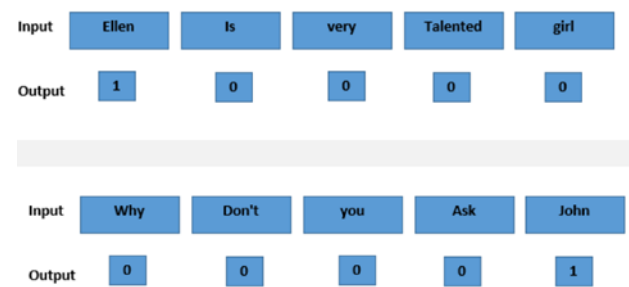 Input Ellen Is very Talented girl
Output 1 0 0 0 0
Input Why Don't you Ask John
Output 0 0 0 0 1